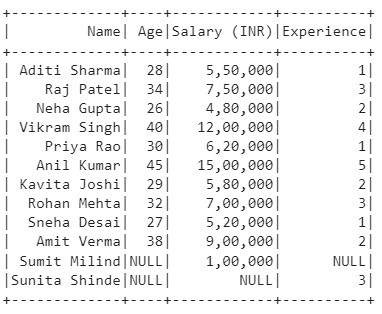 +-------------+----+------------+----------+
|         Name| Age|Salary (INR)|Experience|
+-------------+----+------------+----------+
| Aditi Sharma|  28|    5,50,000|         1|
|    Raj Patel|  34|    7,50,000|         3|
|   Neha Gupta|  26|    4,80,000|         2|
| Vikram Singh|  40|   12,00,000|         4|
|    Priya Rao|  30|    6,20,000|         1|
|   Anil Kumar|  45|   15,00,000|         5|
| Kavita Joshi|  29|    5,80,000|         2|
|  Rohan Mehta|  32|    7,00,000|         3|
|  Sneha Desai|  27|    5,20,000|         1|
|   Amit Verma|  38|    9,00,000|         2|
| Sumit Milind|NULL|    1,00,000|      NULL|
|Sunita Shinde|NULL|        NULL|         3|
+-------------+----+------------+----------+